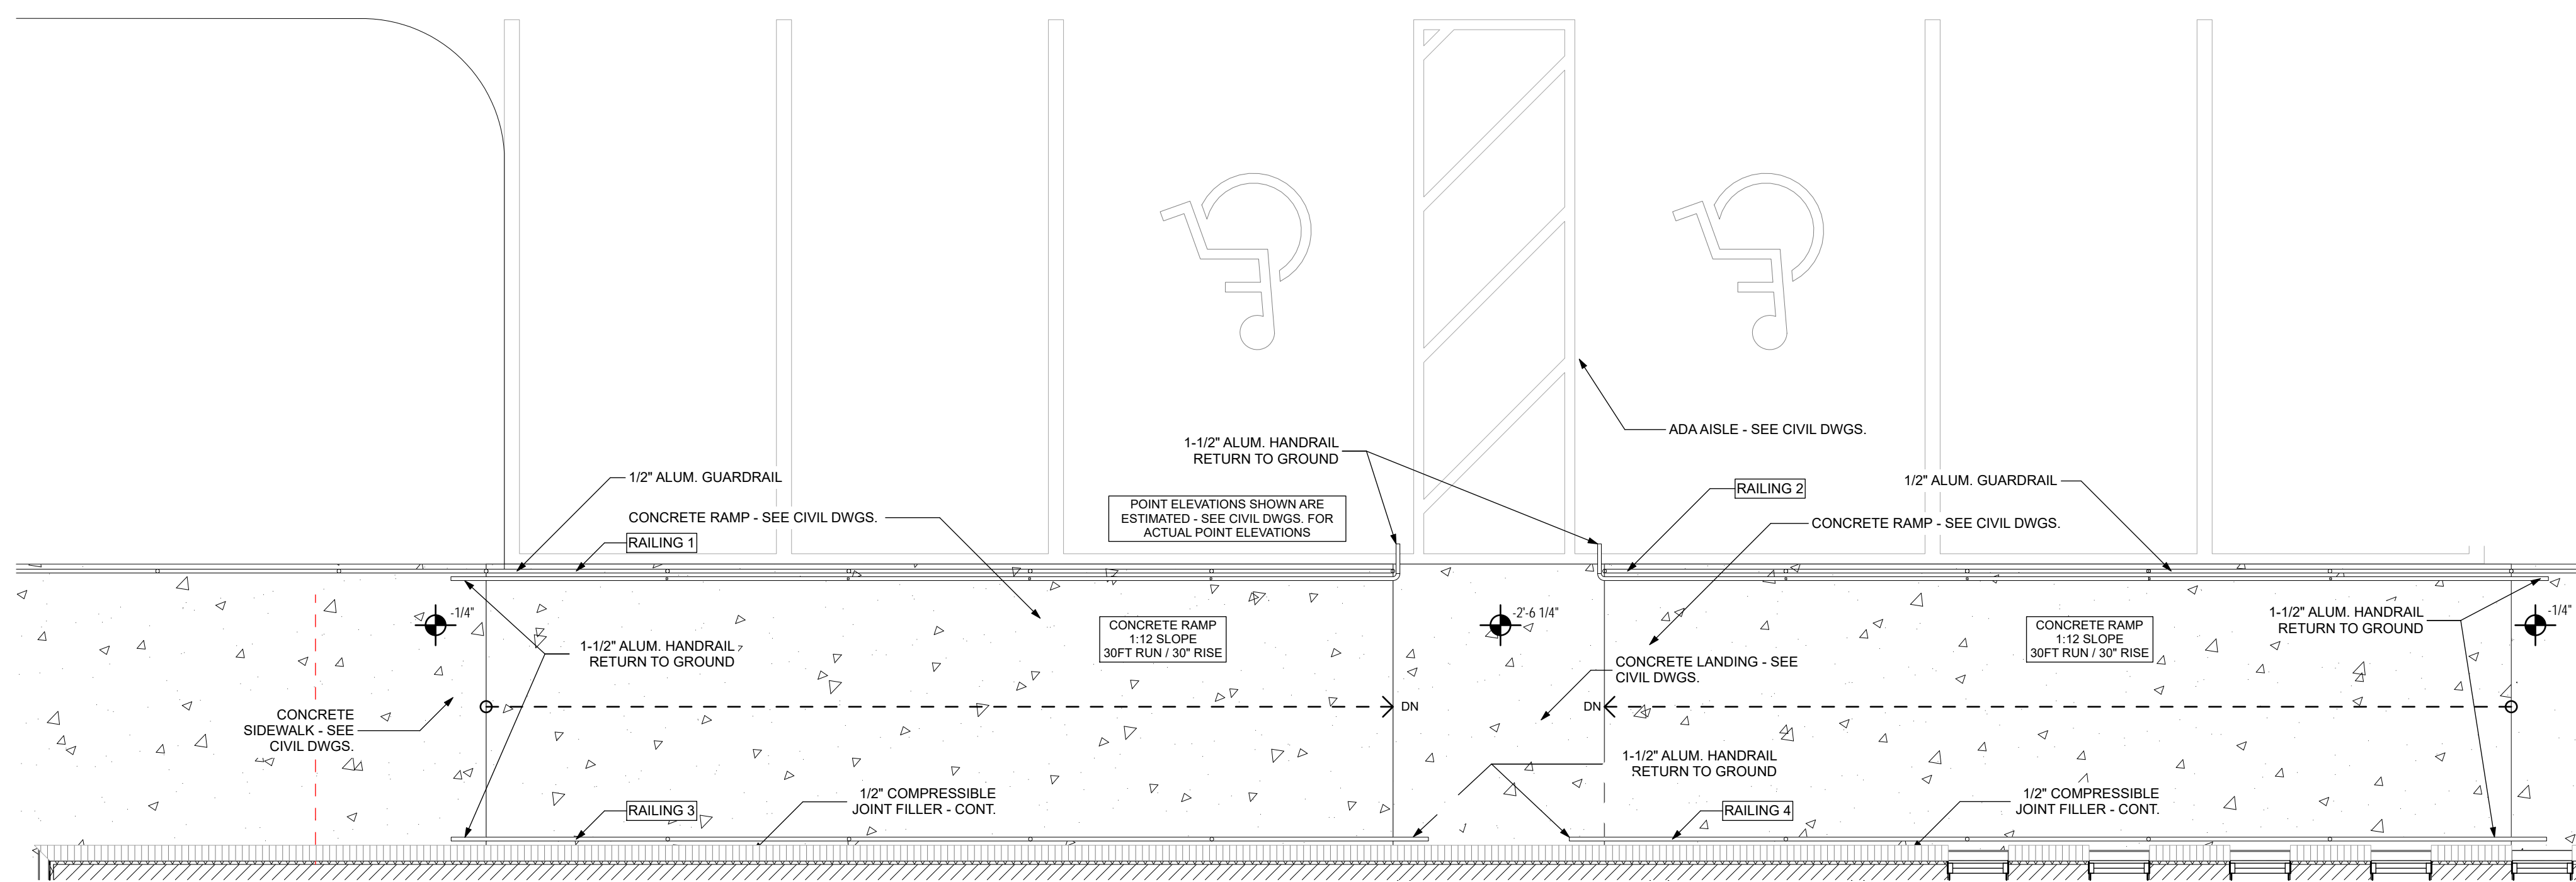 ADA AISLE - SEE CIVIL DWGS.
1-1/2" ALUM. HANDRAIL
RETURN TO GROUND
1/2" ALUM. GUARDRAIL
CONCRETE RAMP - SEE CIVIL DWGS.
RAILING 1
POINT ELEVATIONS SHOWN ARE
ESTIMATED - SEE CIVIL DWGS. FOR
ACTUAL POINT ELEVATIONS
RAILING 2
1/2" ALUM. GUARDRAIL
CONCRETE RAMP - SEE CIVIL DWGS.
-1/4"
1-1/2" ALUM. HANDRAIL
RETURN TO GROUND
CONCRETE RAMP
1:12 SLOPE
30FT RUN / 30" RISE
-2'-6 1/4"
CONCRETE LANDING - SEE
CIVIL DWGS.
CONCRETE RAMP
1:12 SLOPE
30FT RUN / 30" RISE
1-1/2" ALUM. HANDRAIL
RETURN TO GROUND
-1/4"
CONCRETE
SIDEWALK - SEE
CIVIL DWGS.
DN
DN
1-1/2" ALUM. HANDRAIL
RETURN TO GROUND
RAILING 3
1/2" COMPRESSIBLE
JOINT FILLER - CONT.
RAILING 4
1/2" COMPRESSIBLE
JOINT FILLER - CONT.